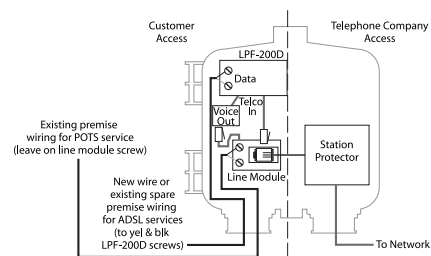 Customer
Access
Telephone Company
Access
LPF-200D
Data
Voice
Out
Telco
In
Existing premise
wiring for POTS service
(leave on line module screw)
Station
Protector
Line Module
New wire or
existing spare
premise wiring
for ADSL services
(to yel & blk
LPF-200D screws)
To Network